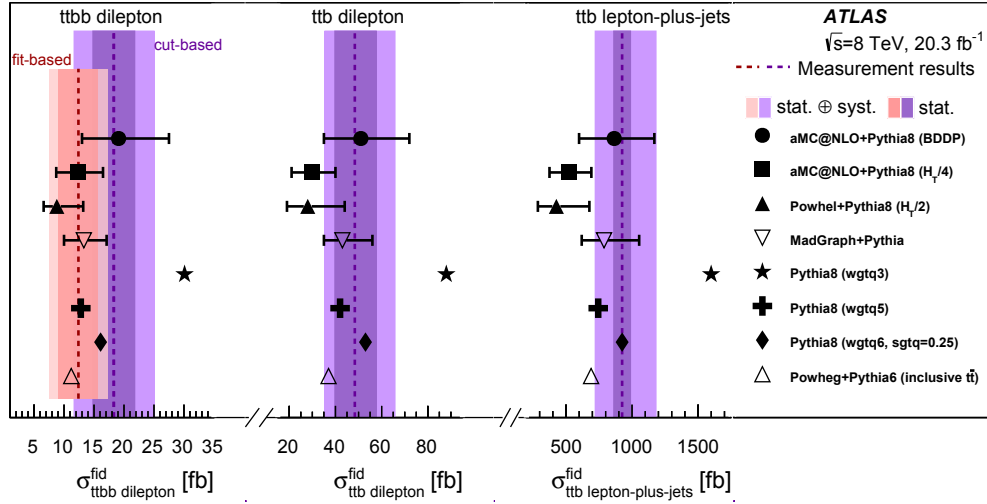 ttbb dilepton
ttb dilepton
ttb lepton-plus-jets
ATLAS
√s=8 TeV, 20.3 fb⁻¹
cut-based
fit-based
Measurement results
stat. ⊕ syst. stat.
aMC@NLO+Pythia8 (BDDP)
aMC@NLO+Pythia8 (H_T/4)
Powhel+Pythia8 (H_T/2)
MadGraph+Pythia
Pythia8 (wgtq3)
Pythia8 (wgtq5)
Pythia8 (wgtq6, sgtq=0.25)
Powheg+Pythia6 (inclusive tt̄)
5 10 15 20 25 30 35 // 20 40 60 80 // 500 1000 1500
σ^fid_ttbb dilepton [fb]
σ^fid_ttb dilepton [fb]
σ^fid_ttb lepton-plus-jets [fb]